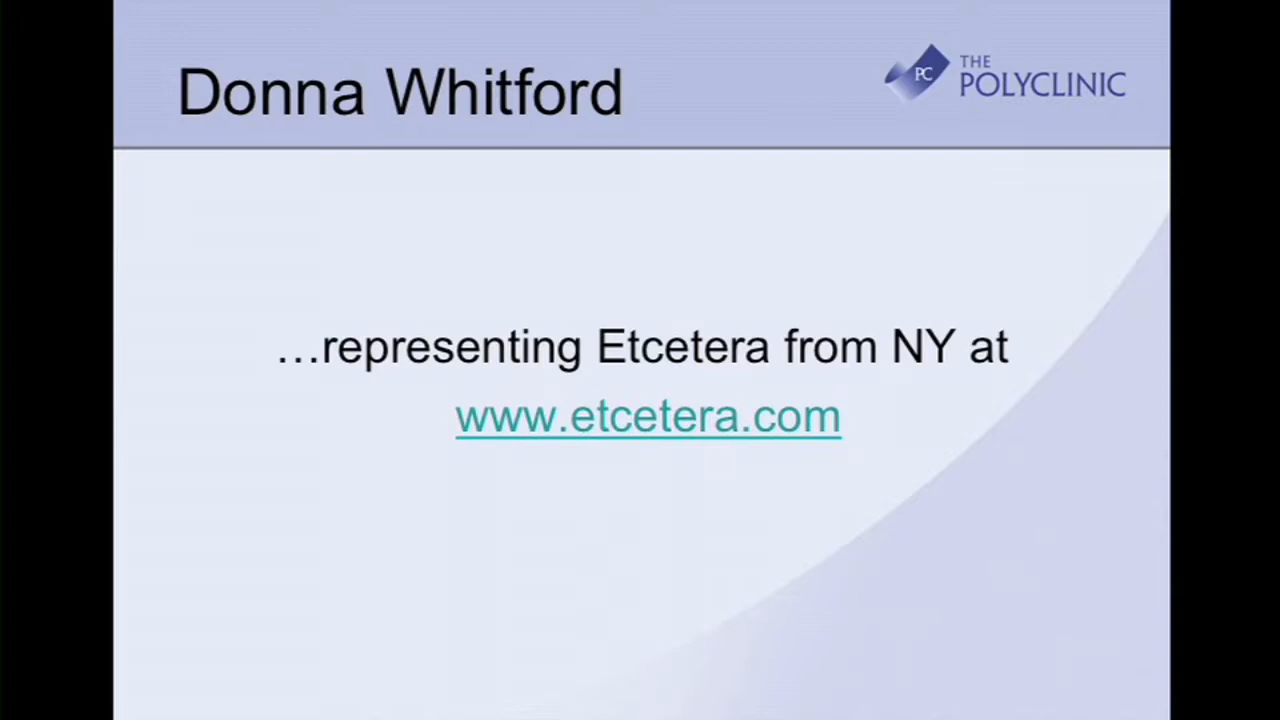 Donna Whitford
PC
THE
POLYCLINIC
...representing Etcetera from NY at
www.etcetera.com